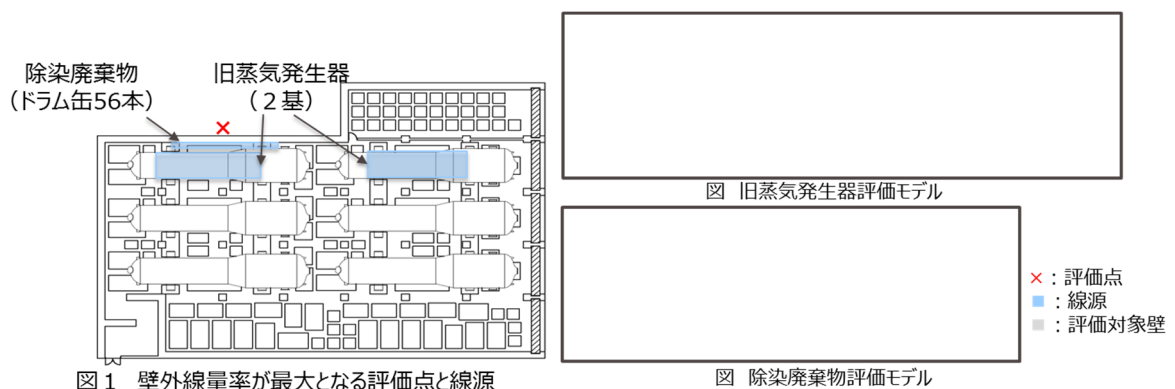 除染廃棄物
（ドラム缶56本）
旧蒸気発生器
（２基）
図１　壁外線量率が最大となる評価点と線源
図　旧蒸気発生器評価モデル
図　除染廃棄物評価モデル
×：評価点
：線源
：評価対象壁